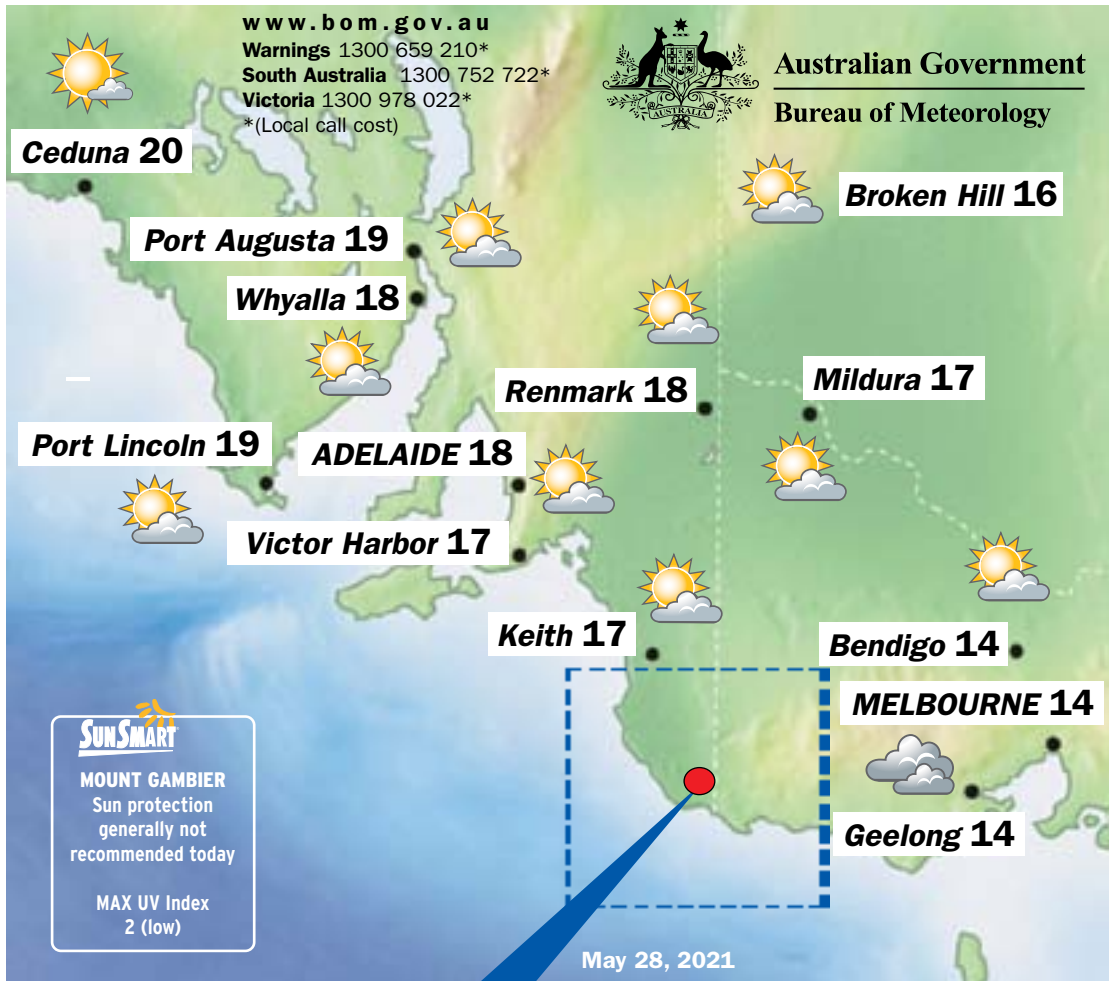 www.bom.gov.au
Warnings 1300 659 210*
South Australia 1300 752 722*
Victoria 1300 978 022*
*(Local call cost)
AUSTRALIA
Australian Government
Bureau of Meteorology
Ceduna 20
Broken Hill 16
Port Augusta 19
Whyalla 18
Renmark 18
Mildura 17
Port Lincoln 19
ADELAIDE 18
Victor Harbor 17
Keith 17
Bendigo 14
MELBOURNE 14
Geelong 14
SUNSMART
MOUNT GAMBIER
Sun protection
generally not
recommended today
MAX UV Index
2 (low)
May 28, 2021